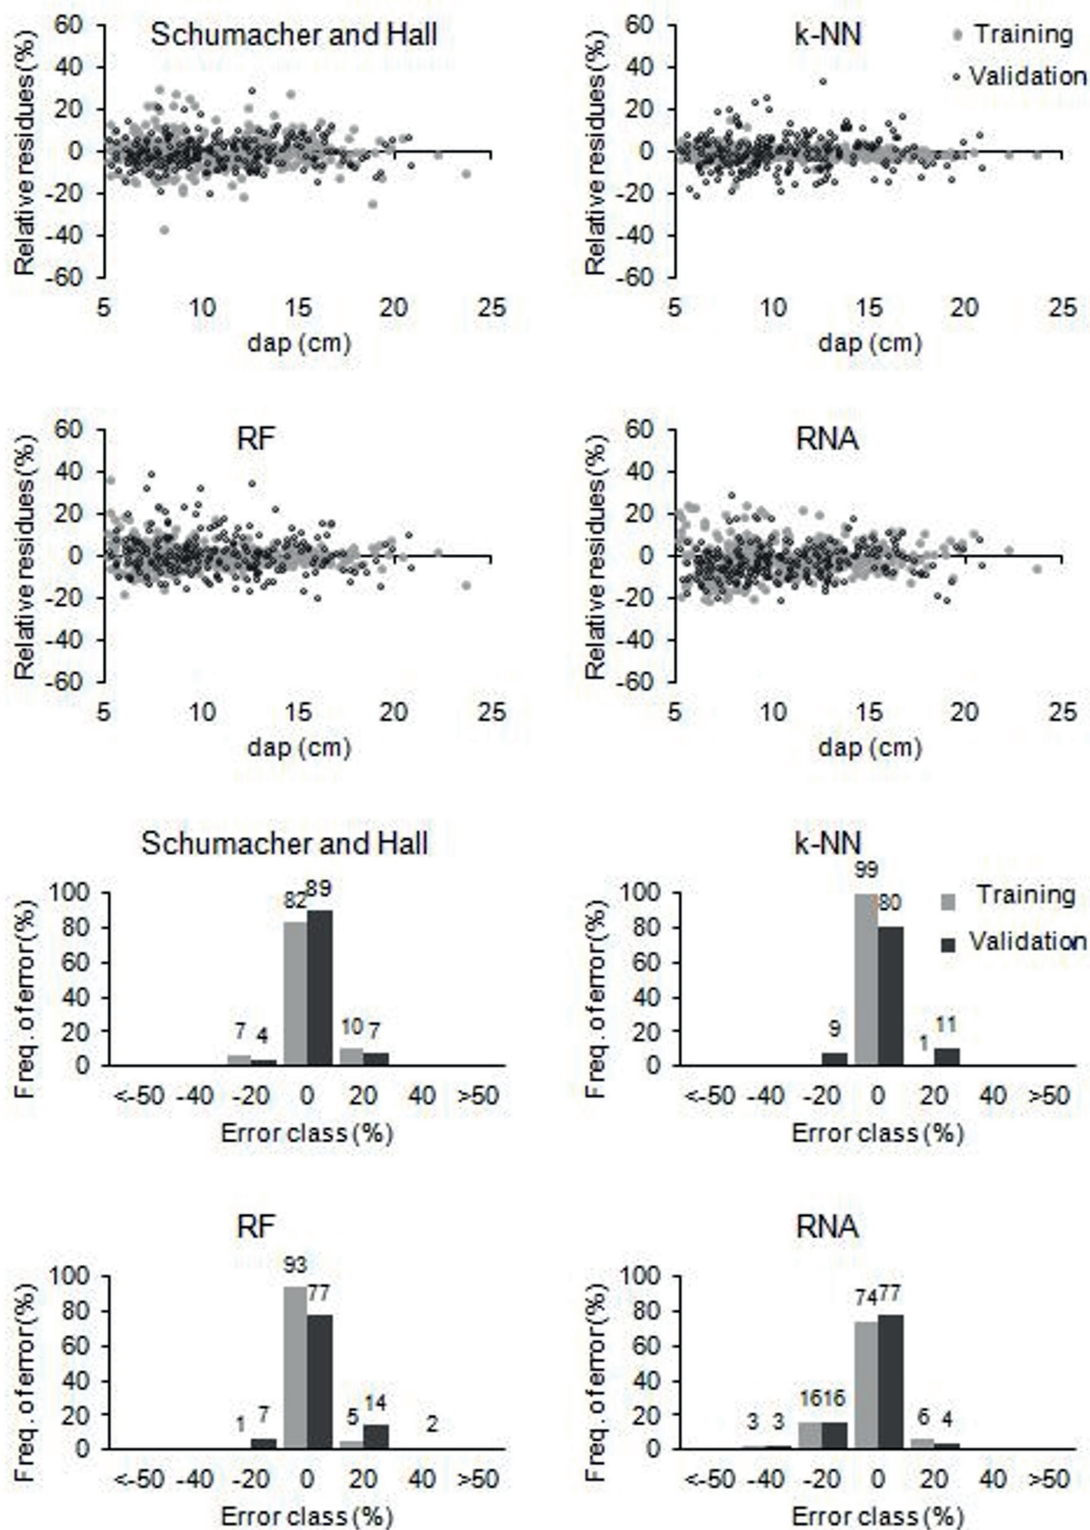 Schumacher and Hall
60
40
20
0
-20
-40
-60
Relative residues (%)
5 10 15 20 25
dap (cm)
k-NN
Training
Validation
60
40
20
0
-20
-40
-60
Relative residues (%)
5 10 15 20 25
dap (cm)
RF
60
40
20
0
-20
-40
-60
Relative residues (%)
5 10 15 20 25
dap (cm)
RNA
60
40
20
0
-20
-40
-60
Relative residues (%)
5 10 15 20 25
dap (cm)
Schumacher and Hall
100
80
60
40
20
0
Freq. of error (%)
7 4 82 89 10 7
<-50 -40 -20 0 20 40 >50
Error class (%)
k-NN
Training
Validation
100
80
60
40
20
0
Freq. of error (%)
9 99 80 1 11
<-50 -40 -20 0 20 40 >50
Error class (%)
RF
100
80
60
40
20
0
Freq. of error (%)
1 7 93 77 5 14 2
<-50 -40 -20 0 20 40 >50
Error class (%)
RNA
100
80
60
40
20
0
Freq. of error (%)
3 3 16 16 74 77 6 4
<-50 -40 -20 0 20 40 >50
Error class (%)